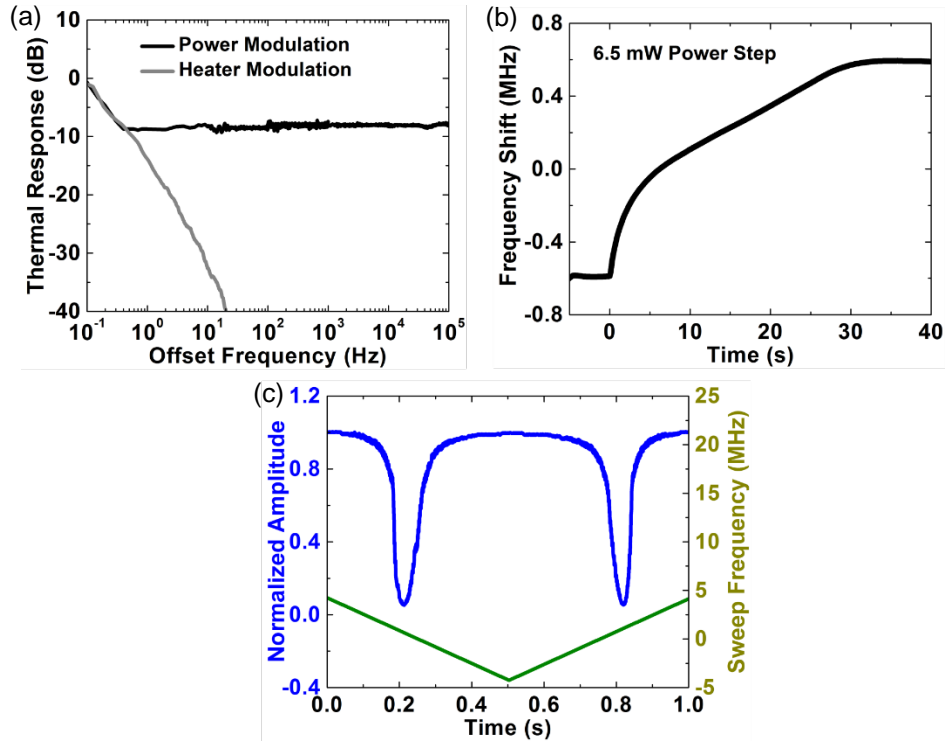 (a)
Thermal Response (dB)
10
0
-10
-20
-30
-40
Power Modulation
Heater Modulation
10^-1 10^0 10^1 10^2 10^3 10^4 10^5
Offset Frequency (Hz)
(b)
Frequency Shift (MHz)
0.8
0.4
0.0
-0.4
-0.8
6.5 mW Power Step
0 10 20 30 40
Time (s)
(c)
Normalized Amplitude
1.2
0.8
0.4
0.0
-0.4
25
20
15
10
5
0
-5
Sweep Frequency (MHz)
0.0 0.2 0.4 0.6 0.8 1.0
Time (s)